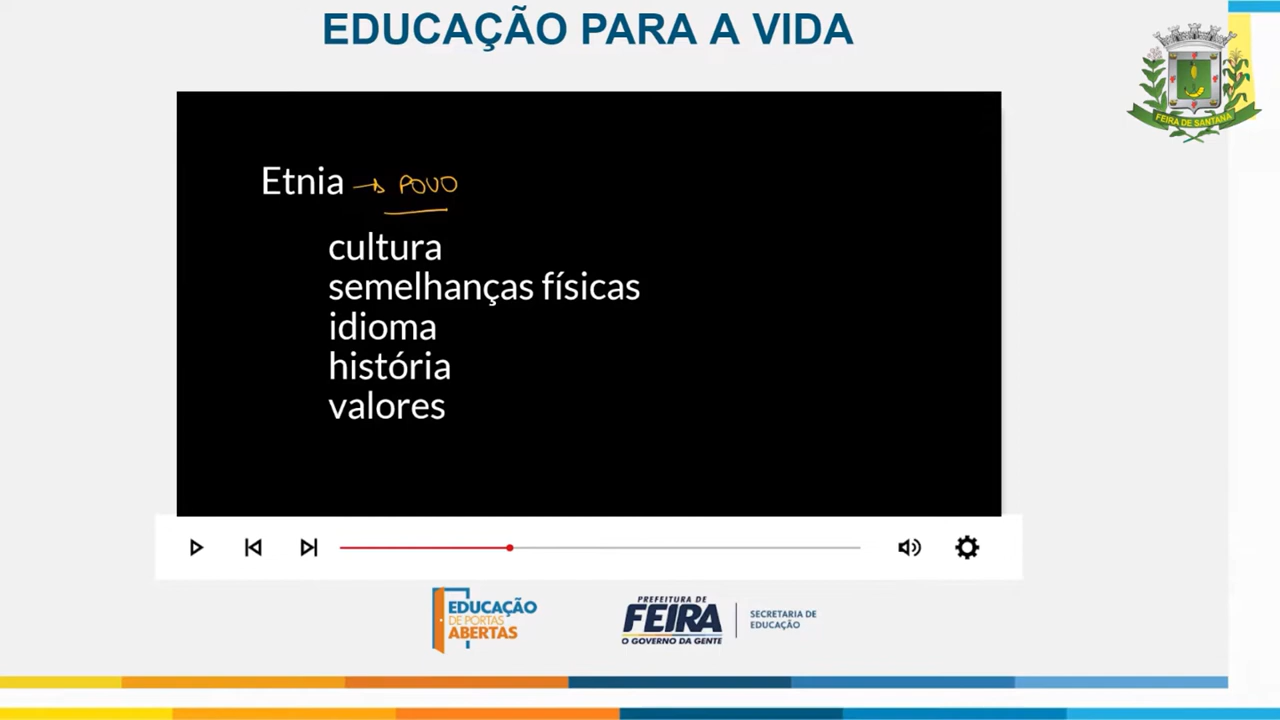 EDUCAÇÃO PARA A VIDA
FEIRA DE SANTANA
Etnia → POVO
cultura
semelhanças físicas
idioma
história
valores
EDUCAÇÃO
DE PORTAS
ABERTAS
PREFEITURA DE
FEIRA
O GOVERNO DA GENTE
SECRETARIA DE
EDUCAÇÃO